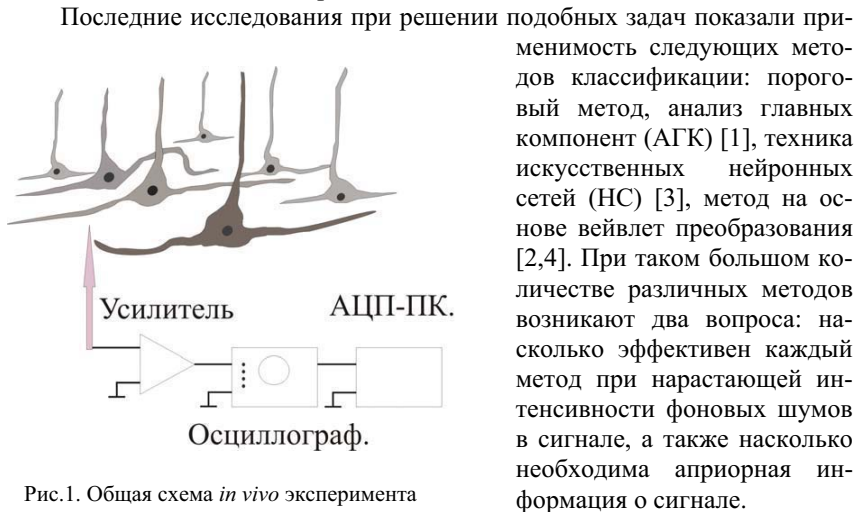 Последние исследования при решении подобных задач показали при-
менимость следующих мето-
дов классификации: порого-
вый метод, анализ главных
компонент (АГК) [1], техника
искусственных нейронных
сетей (НС) [3], метод на ос-
нове вейвлет преобразования
[2,4]. При таком большом ко-
личестве различных методов
возникают два вопроса: на-
сколько эффективен каждый
метод при нарастающей ин-
тенсивности фоновых шумов
в сигнале, а также насколько
необходима априорная ин-
формация о сигнале.
Усилитель
АЦП-ПК.
Осциллограф.
Рис.1. Общая схема in vivo эксперимента